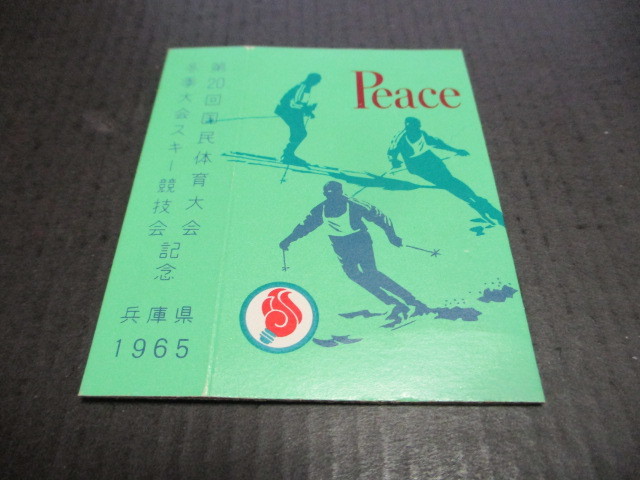 第20回国民体育大会
冬季大会スキー競技会記念
兵庫県
1965
Peace